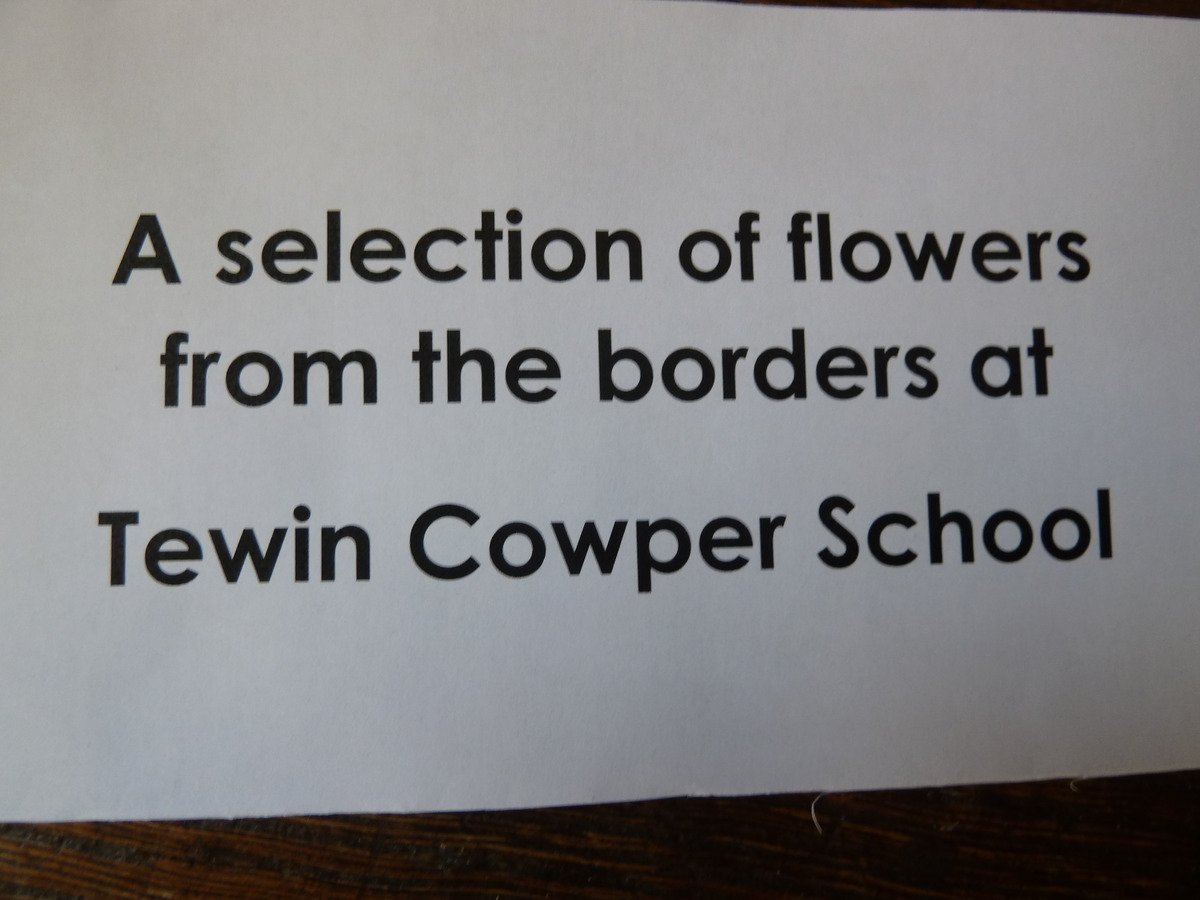 A selection of flowers
from the borders at
Tewin Cowper School